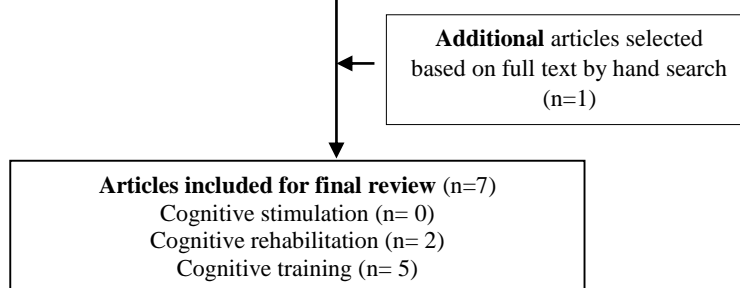 Additional articles selected
based on full text by hand search
(n=1)
Articles included for final review (n=7)
Cognitive stimulation (n= 0)
Cognitive rehabilitation (n= 2)
Cognitive training (n= 5)